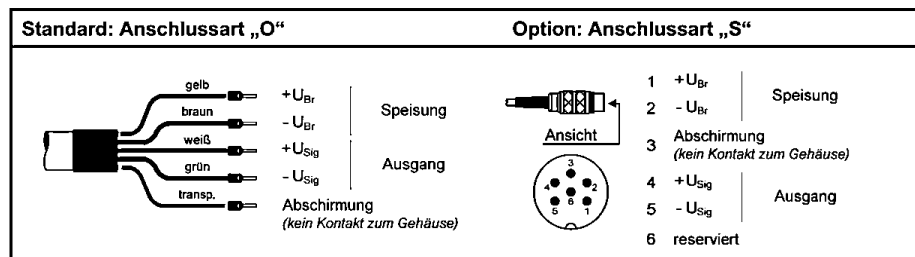 Standard: Anschlussart „O“
Option: Anschlussart „S“
gelb
+UBr
braun
- UBr
Speisung
weiß
+USig
grün
- USig
Ausgang
transp.
Abschirmung
(kein Kontakt zum Gehäuse)
Ansicht
3
4
2
6
5
1
1 +UBr
2 - UBr
Speisung
3 Abschirmung
(kein Kontakt zum Gehäuse)
4 +USig
5 - USig
Ausgang
6 reserviert